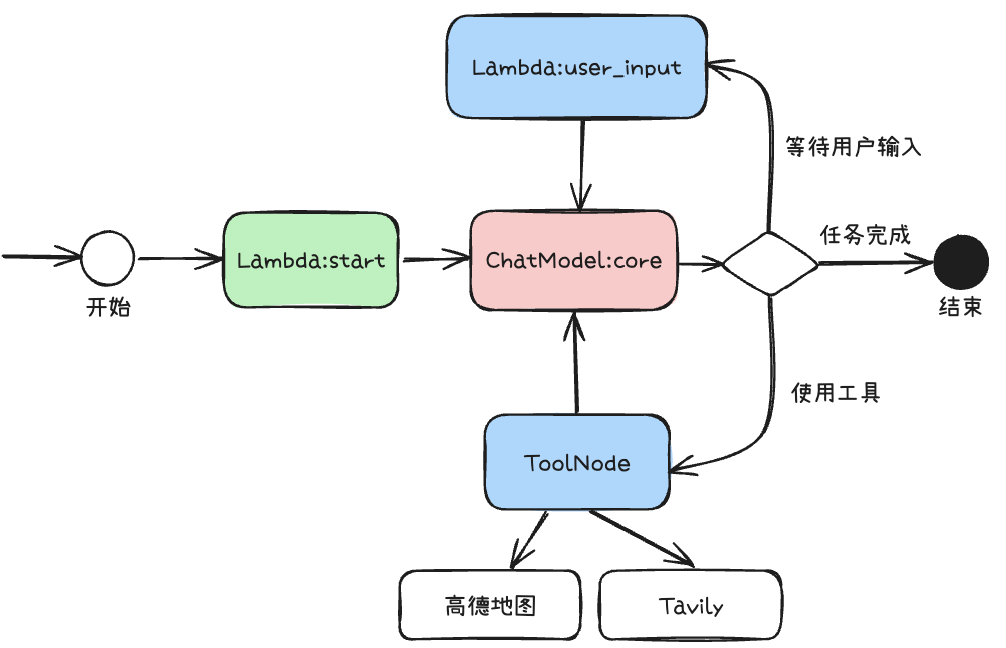 Lambda:user_input
等待用户输入
任务完成
Lambda:start
ChatModel:core
开始
结束
使用工具
ToolNode
高德地图
Tavily